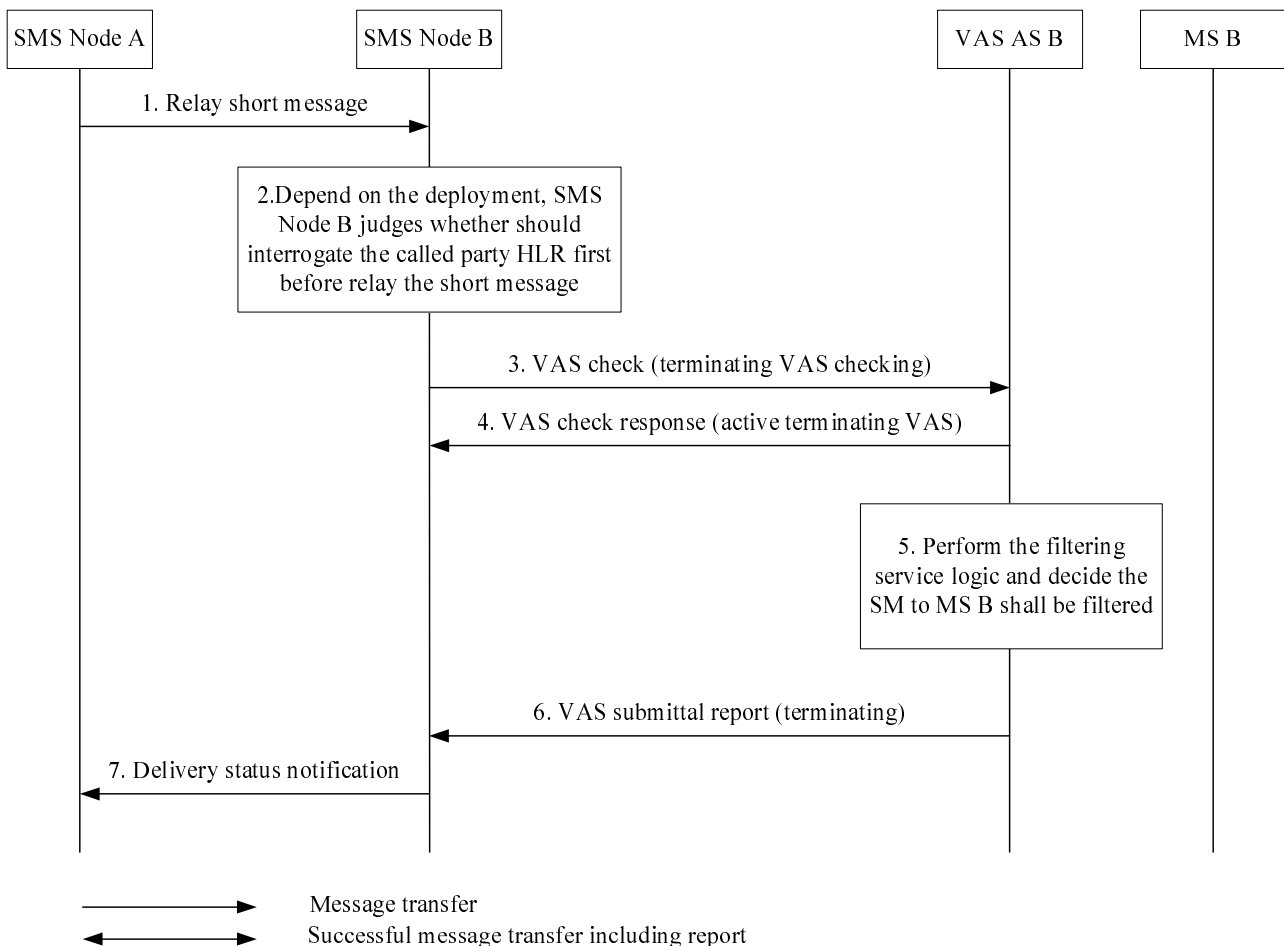 SMS Node A
SMS Node B
VAS AS B
MS B
1. Relay short message
2.Depend on the deployment, SMS
Node B judges whether should
interrogate the called party HLR first
before relay the short message
3. VAS check (terminating VAS checking)
4. VAS check response (active terminating VAS)
5. Perform the filtering
service logic and decide the
SM to MS B shall be filtered
6. VAS submittal report (terminating)
7. Delivery status notification
Message transfer
Successful message transfer including report